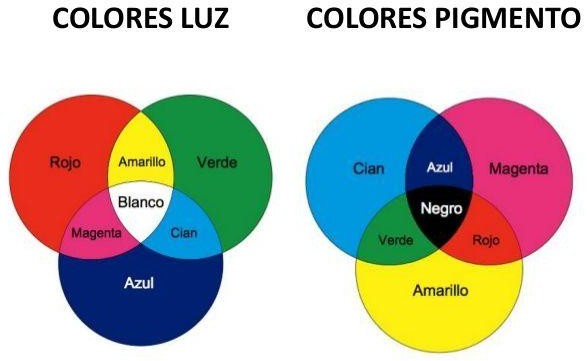 COLORES LUZ
COLORES PIGMENTO
Rojo
Amarillo
Verde
Blanco
Magenta
Cian
Azul
Cian
Azul
Magenta
Negro
Verde
Rojo
Amarillo